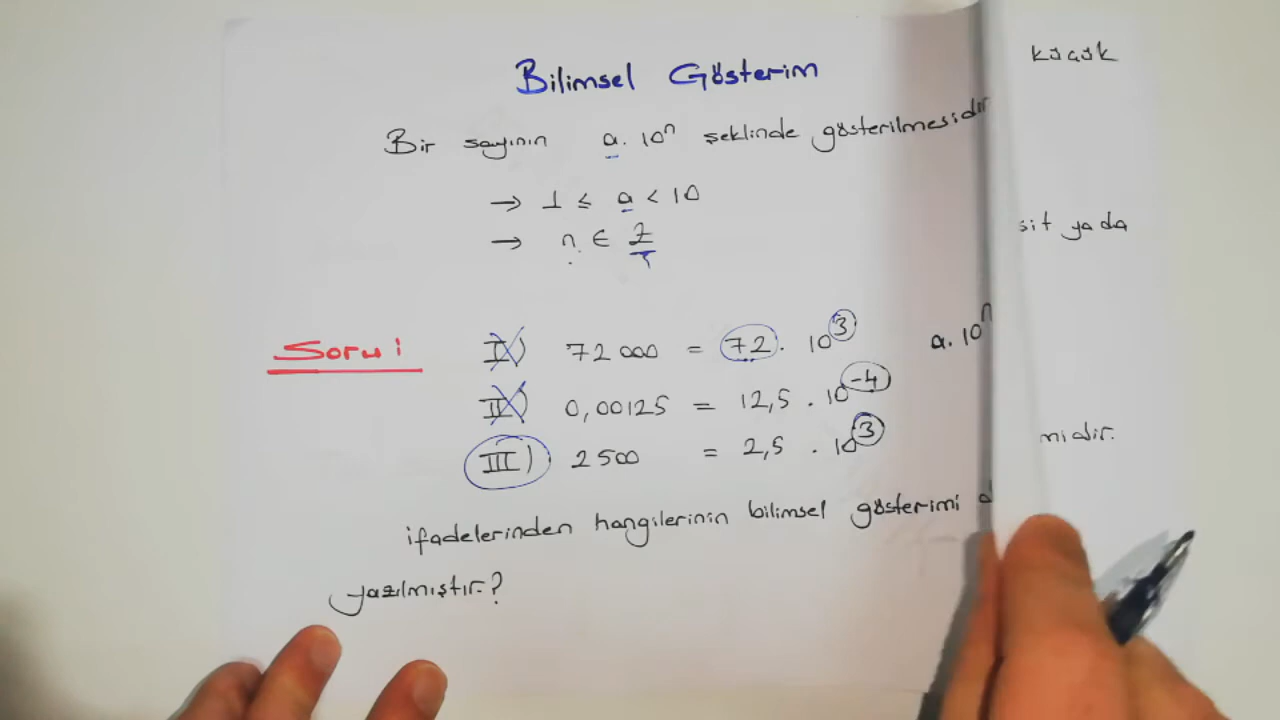 Bilimsel Gösterim
küçük
Bir sayının a. 10ⁿ şeklinde gösterilmesidir
→ 1 ≤ a < 10
→ n ∈ Z
sit yada
Soru: I) 72 000 = 72. 10³ a. 10ⁿ
II) 0,00125 = 12,5 . 10⁻⁴
III) 2500 = 2,5 . 10³
ifadelerinden hangilerinin bilimsel gösterimi
yazılmıştır?